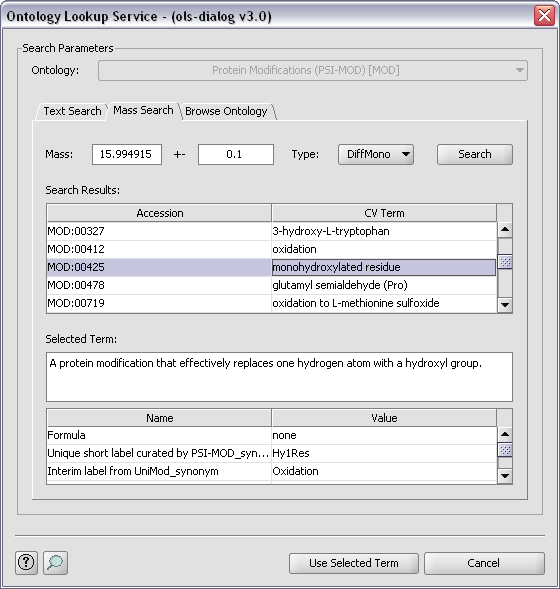 Ontology Lookup Service - (ols-dialog v3.0)
Search Parameters
Ontology: Protein Modifications (PSI-MOD) [MOD]
Text Search Mass Search Browse Ontology
Mass: 15.994915 +- 0.1 Type: DiffMono Search
Search Results:
Accession CV Term
MOD:00327 3-hydroxy-L-tryptophan
MOD:00412 oxidation
MOD:00425 monohydroxylated residue
MOD:00478 glutamyl semialdehyde (Pro)
MOD:00719 oxidation to L-methionine sulfoxide
Selected Term:
A protein modification that effectively replaces one hydrogen atom with a hydroxyl group.
Name Value
Formula none
Unique short label curated by PSI-MOD_syn... Hy1Res
Interim label from UniMod_synonym Oxidation
? Use Selected Term Cancel